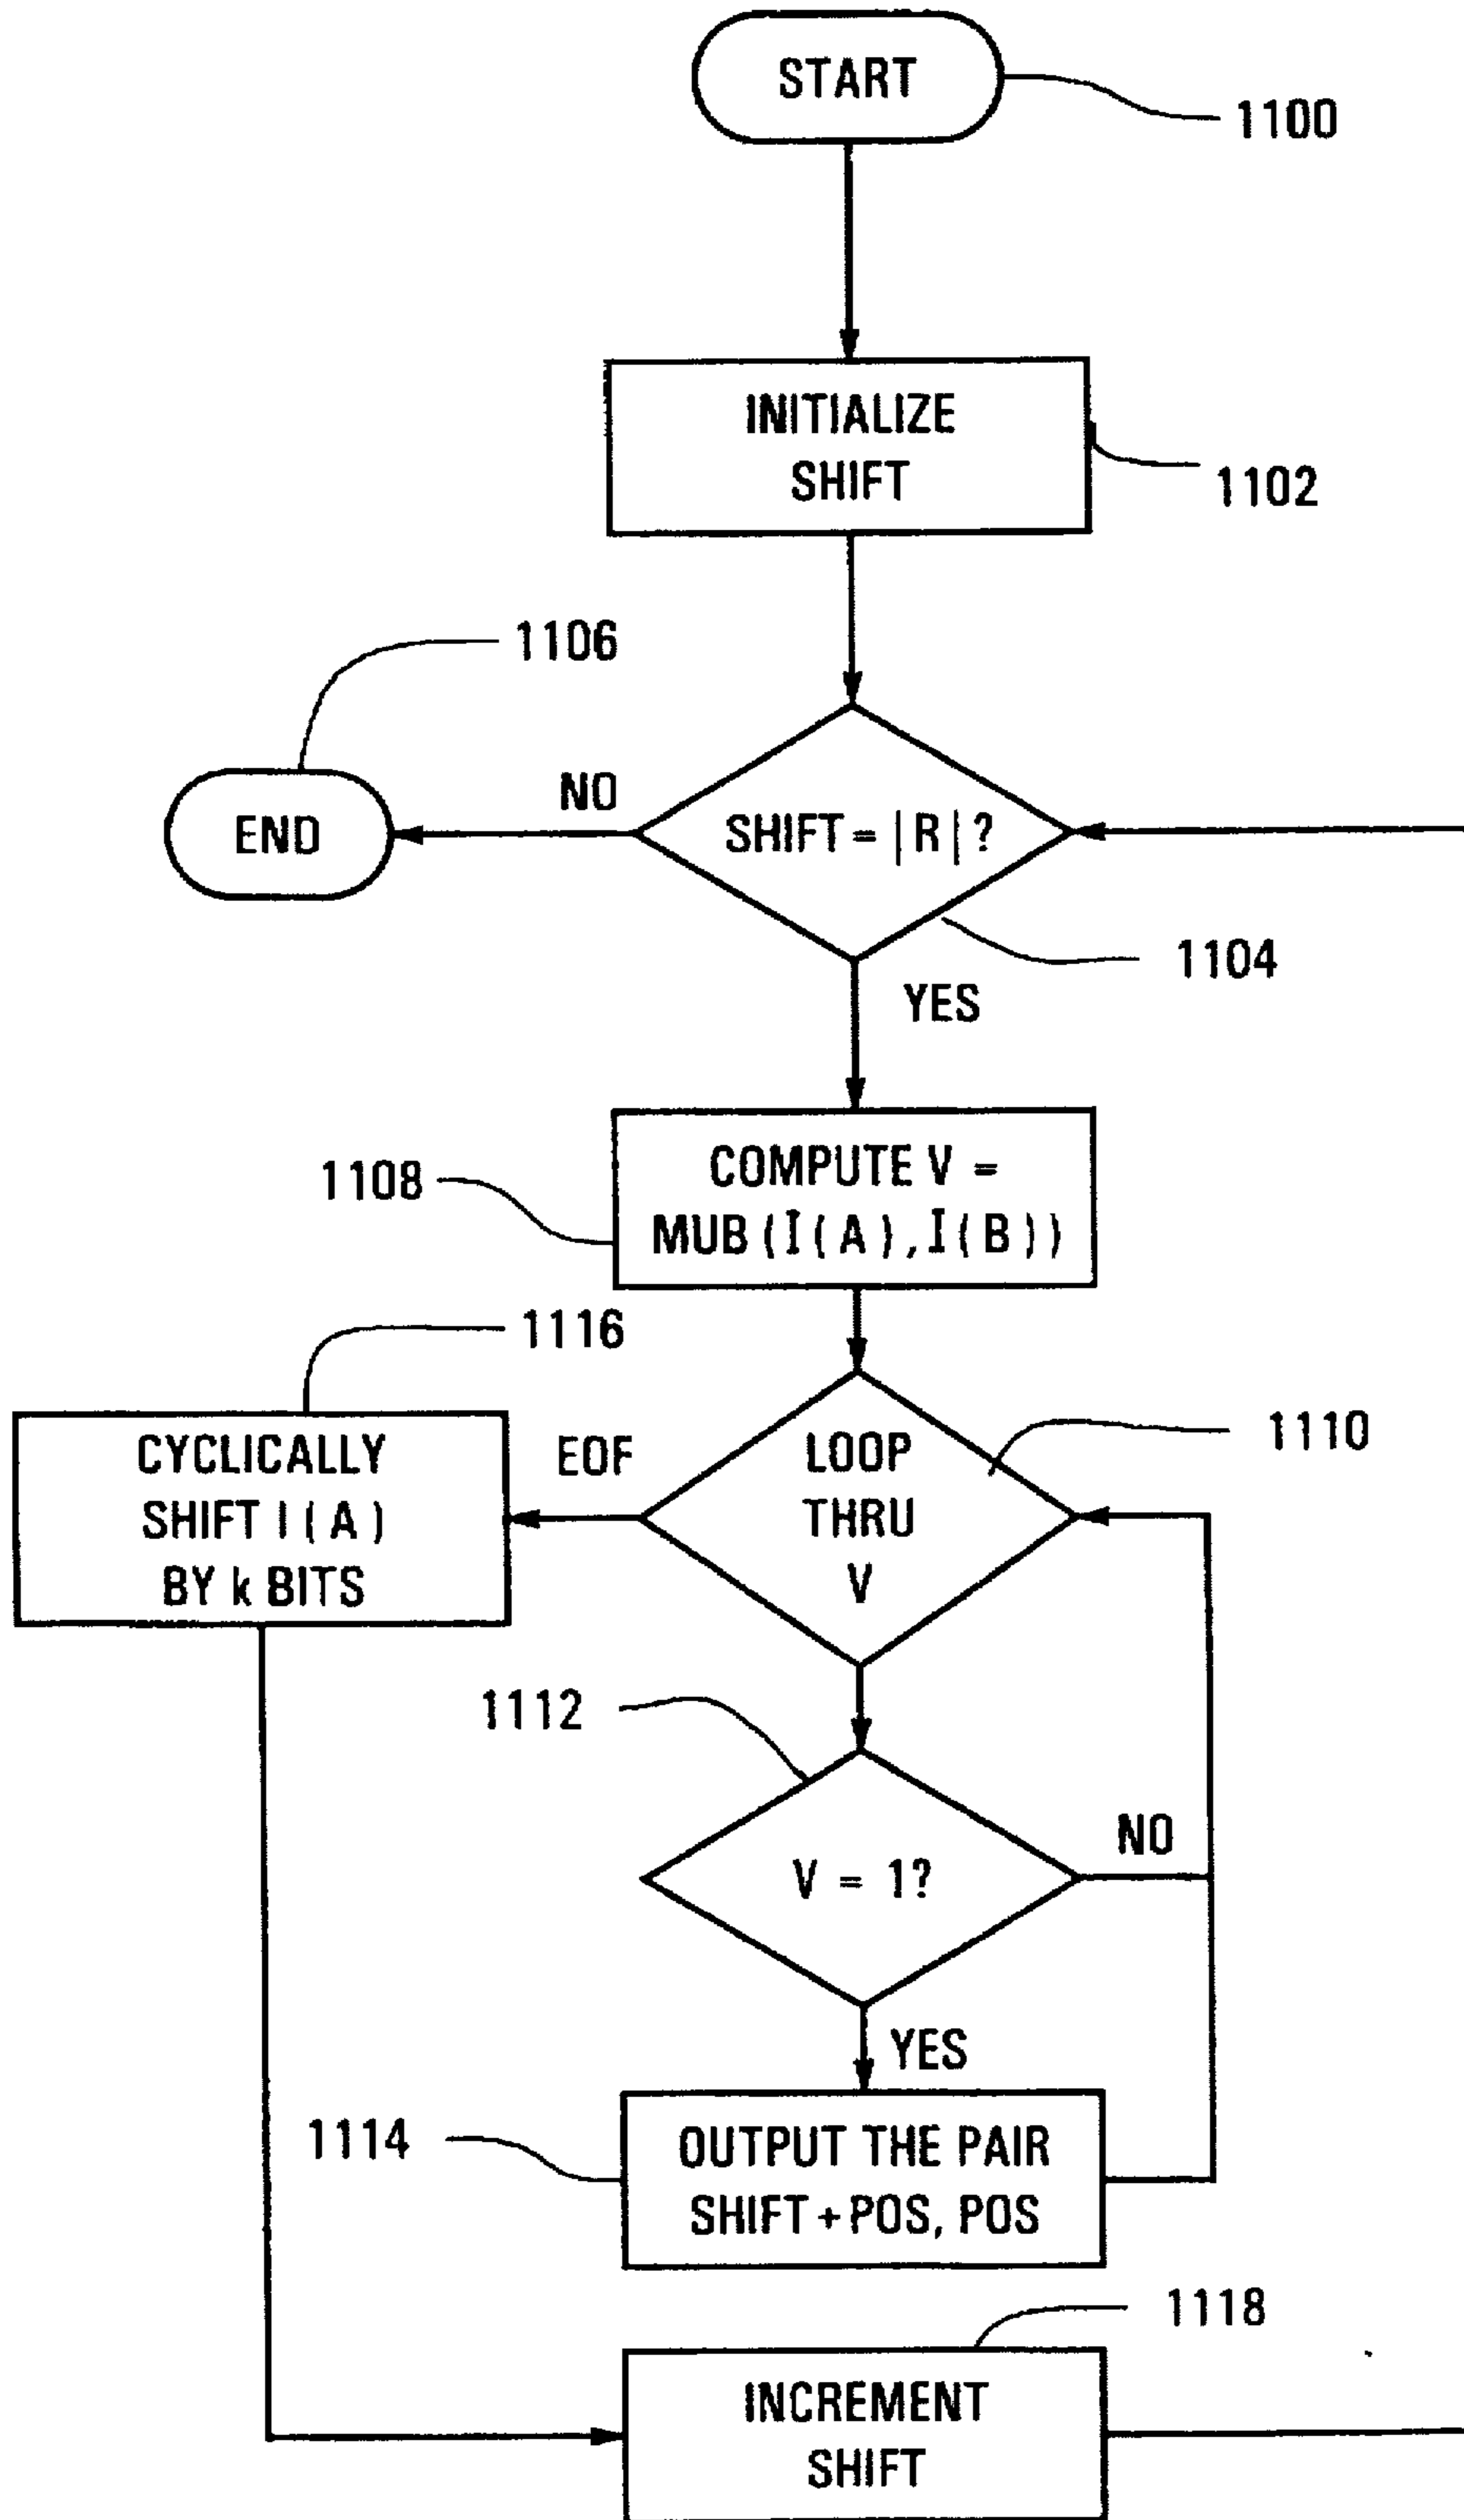 START
1100
INITIALIZE
SHIFT
1102
1106
NO
END
SHIFT = |R| ?
1104
YES
1108
COMPUTE V =
MUB (I(A), I(B))
1116
CYCLICALLY
SHIFT I(A)
BY k BITS
EOF
LOOP
THRU
V
1110
1112
NO
V = 1?
YES
1114
OUTPUT THE PAIR
SHIFT + POS, POS
1118
INCREMENT
SHIFT